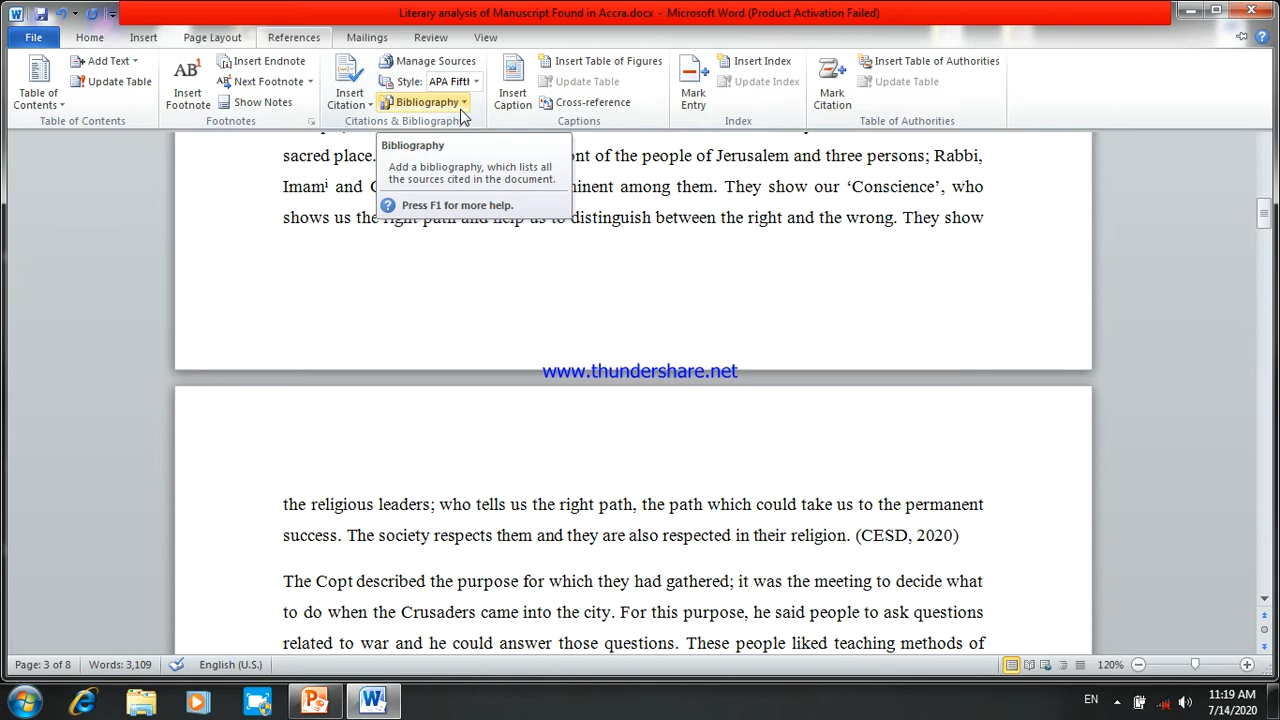 Literary analysis of Manuscript Found in Accra.docx - Microsoft Word (Product Activation Failed)
File Home Insert Page Layout References Mailings Review View
Table of Contents
Add Text
Update Table
Table of Contents
AB¹
Insert Footnote
Insert Endnote
Next Footnote
Show Notes
Footnotes
Insert Citation
Manage Sources
Style: APA Fift
Bibliography
Citations & Bibliography
Insert Caption
Insert Table of Figures
Update Table
Cross-reference
Captions
Mark Entry
Insert Index
Update Index
Index
Mark Citation
Insert Table of Authorities
Update Table
Table of Authorities
Bibliography
Add a bibliography, which lists all
the sources cited in the document.
Press F1 for more help.
sacred place. ont of the people of Jerusalem and three persons; Rabbi,
Imamⁱ and minent among them. They show our ‘Conscience’, who
shows us the right path and help us to distinguish between the right and the wrong. They show
www.thundershare.net
the religious leaders; who tells us the right path, the path which could take us to the permanent
success. The society respects them and they are also respected in their religion. (CESD, 2020)
The Copt described the purpose for which they had gathered; it was the meeting to decide what
to do when the Crusaders came into the city. For this purpose, he said people to ask questions
related to war and he could answer those questions. These people liked teaching methods of
Page: 3 of 8 Words: 3,109 English (U.S.) 120%
EN 11:19 AM
7/14/2020